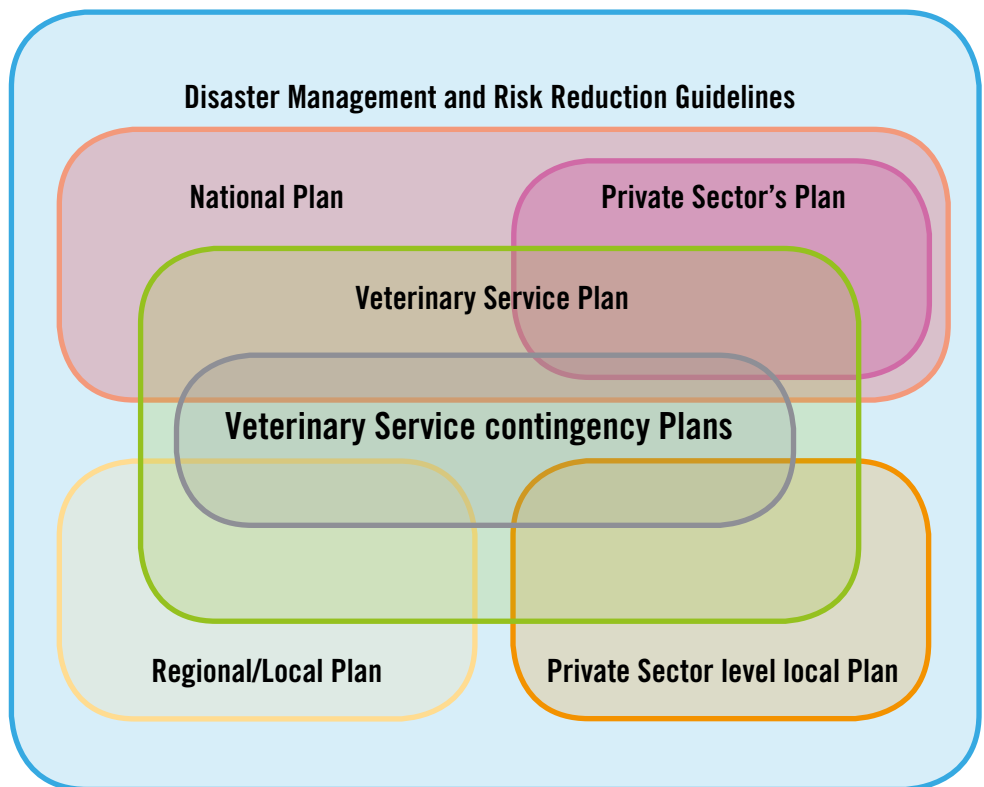 Disaster Management and Risk Reduction Guidelines
National Plan
Private Sector’s Plan
Veterinary Service Plan
Veterinary Service contingency Plans
Regional/Local Plan
Private Sector level local Plan